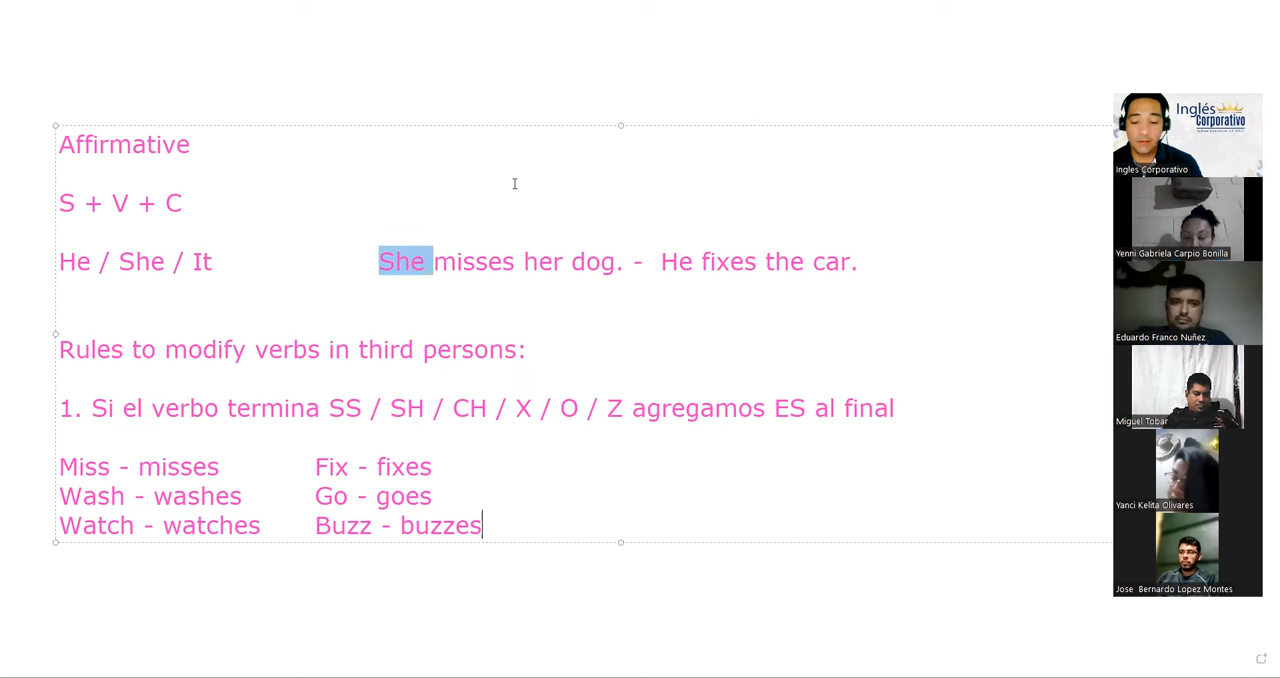 Affirmative
S + V + C
He / She / It She misses her dog. - He fixes the car.
Rules to modify verbs in third persons:
1. Si el verbo termina SS / SH / CH / X / O / Z agregamos ES al final
Miss - misses Fix - fixes
Wash - washes Go - goes
Watch - watches Buzz - buzzes
Inglés
Corporativo
Ingles Corporativo
Yenni Gabriela Carpio Bonilla
Eduardo Franco Nuñez
Miguel Tobar
Yanci Kelita Olivares
Jose Bernardo Lopez Montes